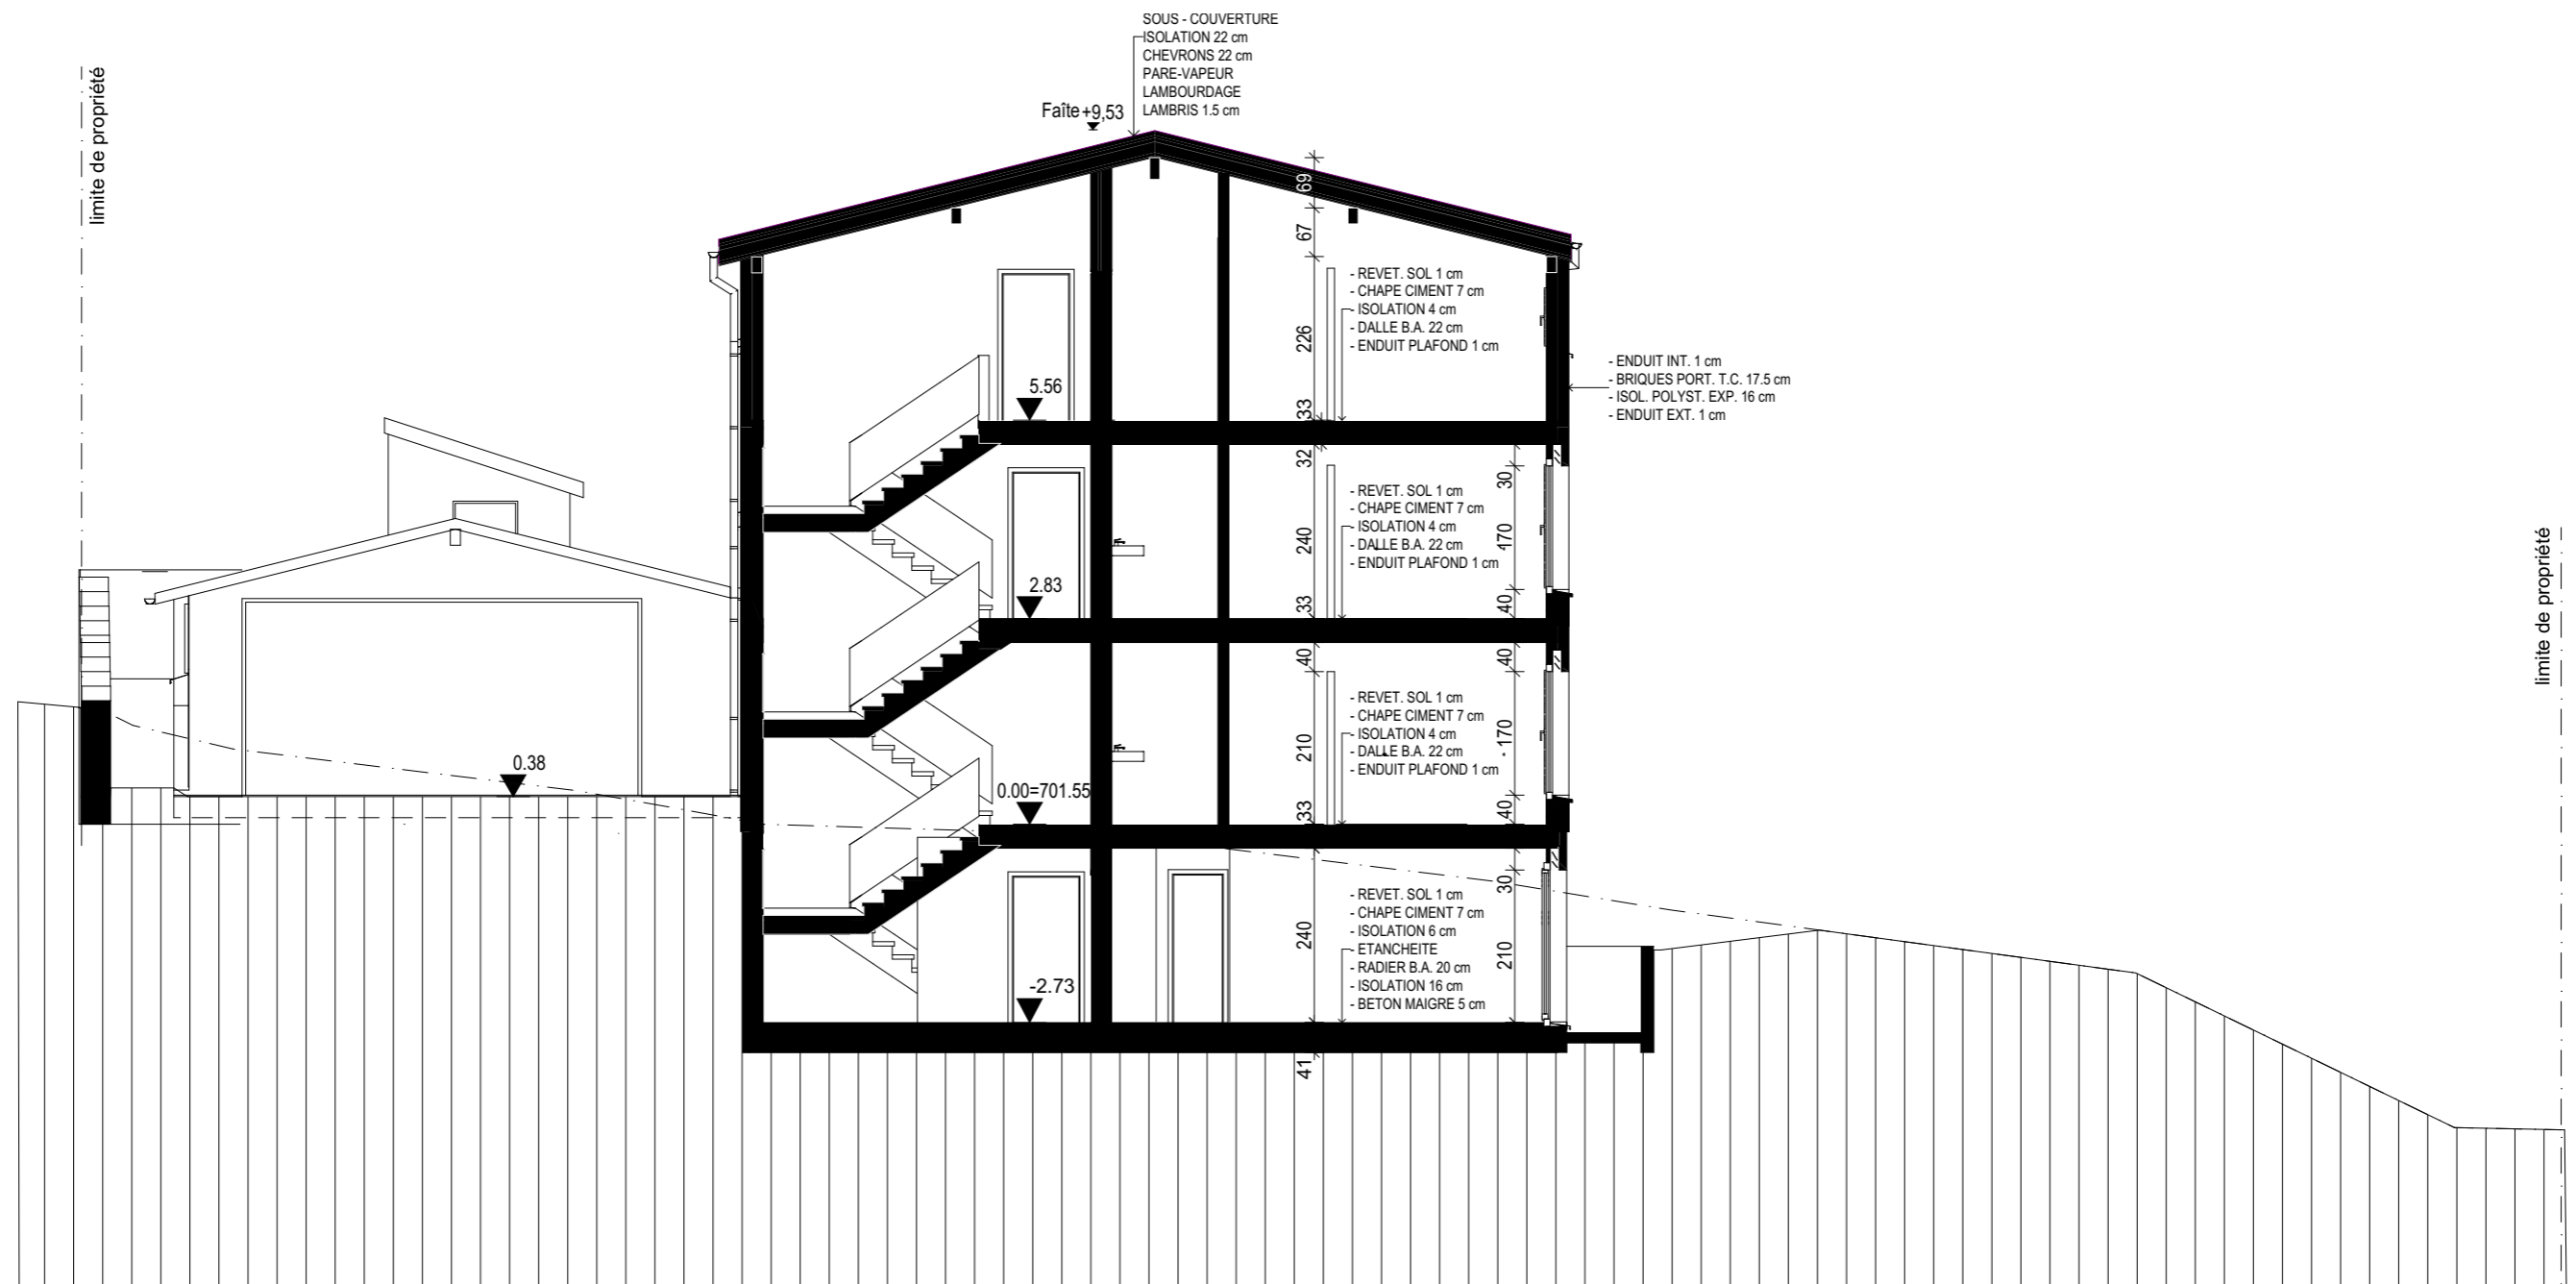 SOUS - COUVERTURE
ISOLATION 22 cm
CHEVRONS 22 cm
PARE-VAPEUR
LAMBOURDAGE
LAMBRIS 1.5 cm
Faîte +9,53
limite de propriété
69
67
226
33
- REVET. SOL 1 cm
- CHAPE CIMENT 7 cm
- ISOLATION 4 cm
- DALLE B.A. 22 cm
- ENDUIT PLAFOND 1 cm
- ENDUIT INT. 1 cm
- BRIQUES PORT. T.C. 17.5 cm
- ISOL. POLYST. EXP. 16 cm
- ENDUIT EXT. 1 cm
5.56
32
240
33
- REVET. SOL 1 cm
- CHAPE CIMENT 7 cm
- ISOLATION 4 cm
- DALLE B.A. 22 cm
- ENDUIT PLAFOND 1 cm
30
170
40
2.83
limite de propriété
40
210
33
- REVET. SOL 1 cm
- CHAPE CIMENT 7 cm
- ISOLATION 4 cm
- DALLE B.A. 22 cm
- ENDUIT PLAFOND 1 cm
40
170
40
0.38
0.00=701.55
240
- REVET. SOL 1 cm
- CHAPE CIMENT 7 cm
- ISOLATION 6 cm
- ETANCHEITE
- RADIER B.A. 20 cm
- ISOLATION 16 cm
- BETON MAIGRE 5 cm
30
210
-2.73
41